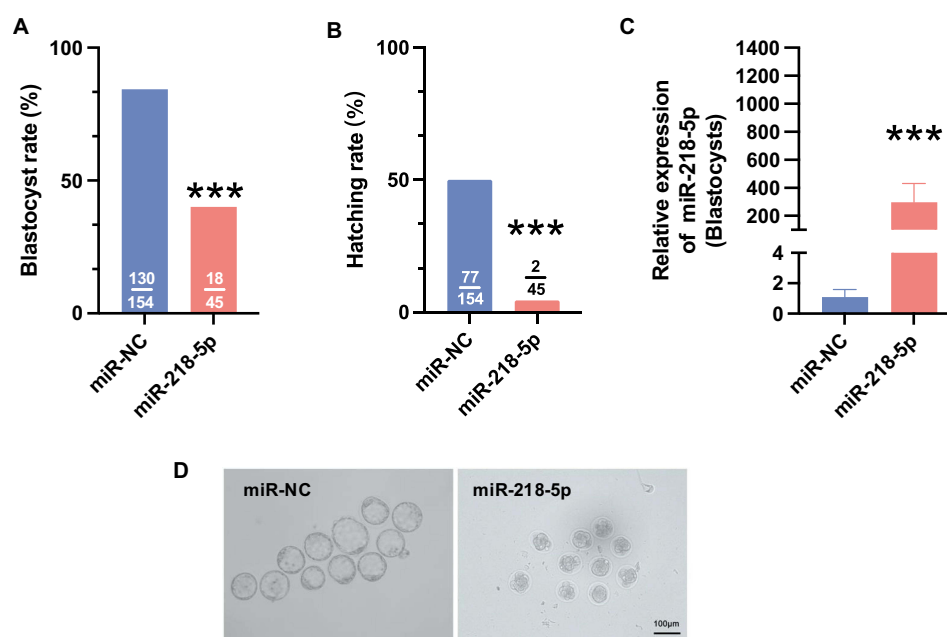 A
Blastocyst rate (%)
100
50
0
130
154
***
18
45
miR-NC
miR-218-5p
B
Hatching rate (%)
100
50
0
77
154
***
2
45
miR-NC
miR-218-5p
C
Relative expression
of miR-218-5p
(Blastocysts)
1400
1200
1000
800
600
400
200
4
2
0
***
miR-NC
miR-218-5p
D
miR-NC
miR-218-5p
100µm